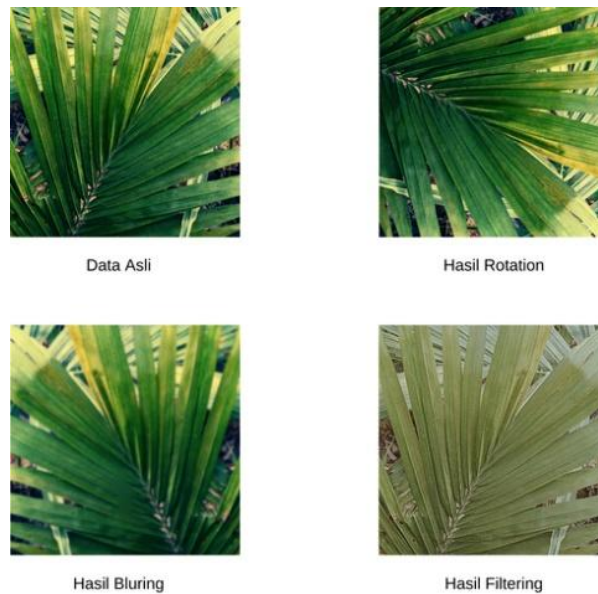 Data Asli
Hasil Rotation
Hasil Bluring
Hasil Filtering